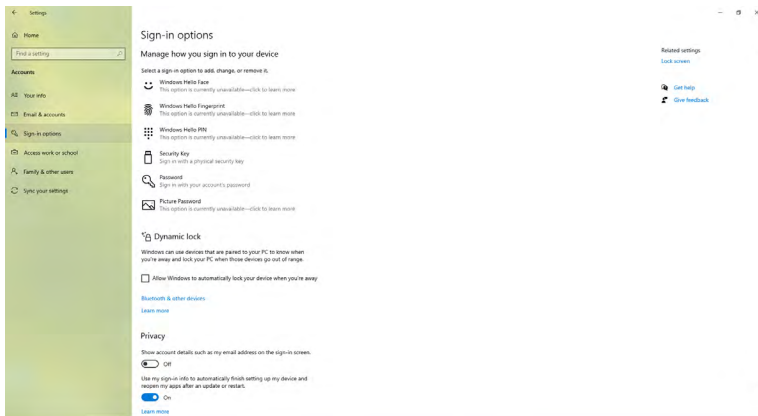 Settings
Home
Find a setting
Accounts
Your info
Email & accounts
Sign-in options
Access work or school
Family & other users
Sync your settings
Sign-in options
Manage how you sign in to your device
Select a sign-in option to add, change, or remove it.
Windows Hello Face
This option is currently unavailable—click to learn more
Windows Hello Fingerprint
This option is currently unavailable—click to learn more
Windows Hello PIN
This option is currently unavailable—click to learn more
Security Key
Sign in with a physical security key
Password
Sign in with your account's password
Picture Password
This option is currently unavailable—click to learn more
Dynamic lock
Windows can use devices that are paired to your PC to know when
you're away and lock your PC when those devices go out of range.
Allow Windows to automatically lock your device when you're away
Bluetooth & other devices
Learn more
Privacy
Show account details such as my email address on the sign-in screen.
Off
Use my sign-in info to automatically finish setting up my device and
reopen my apps after an update or restart.
On
Learn more
Related settings
Lock screen
Get help
Give feedback